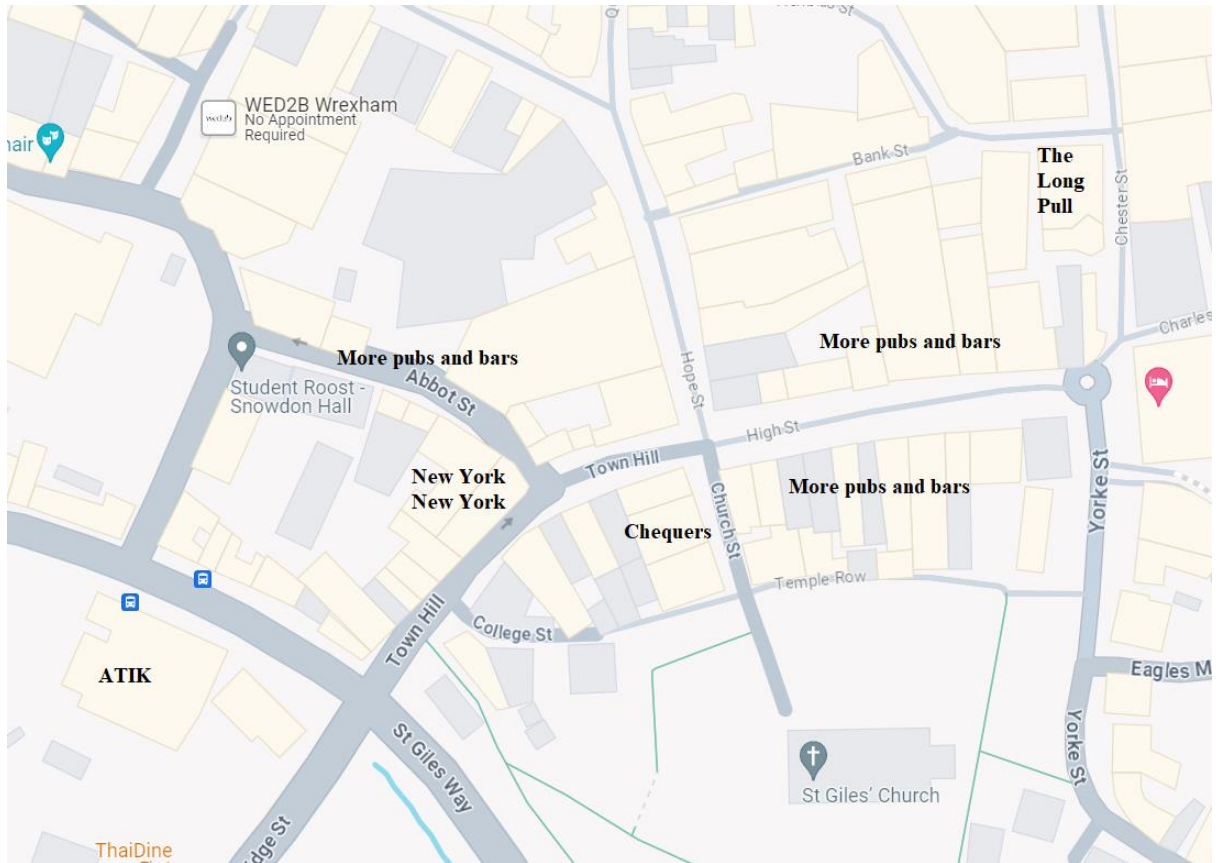 WED2B Wrexham
No Appointment
Required
Bank St
The
Long
Pull
Chester St
Charles
More pubs and bars
More pubs and bars
Abbot St
Student Roost -
Snowdon Hall
Hope St
High St
Town Hill
New York
New York
More pubs and bars
Chequers
Church St
Yorke St
Temple Row
College St
Town Hill
ATIK
Eagles M
St Giles Way
Yorke St
St Giles' Church
ThaiDine
dge St